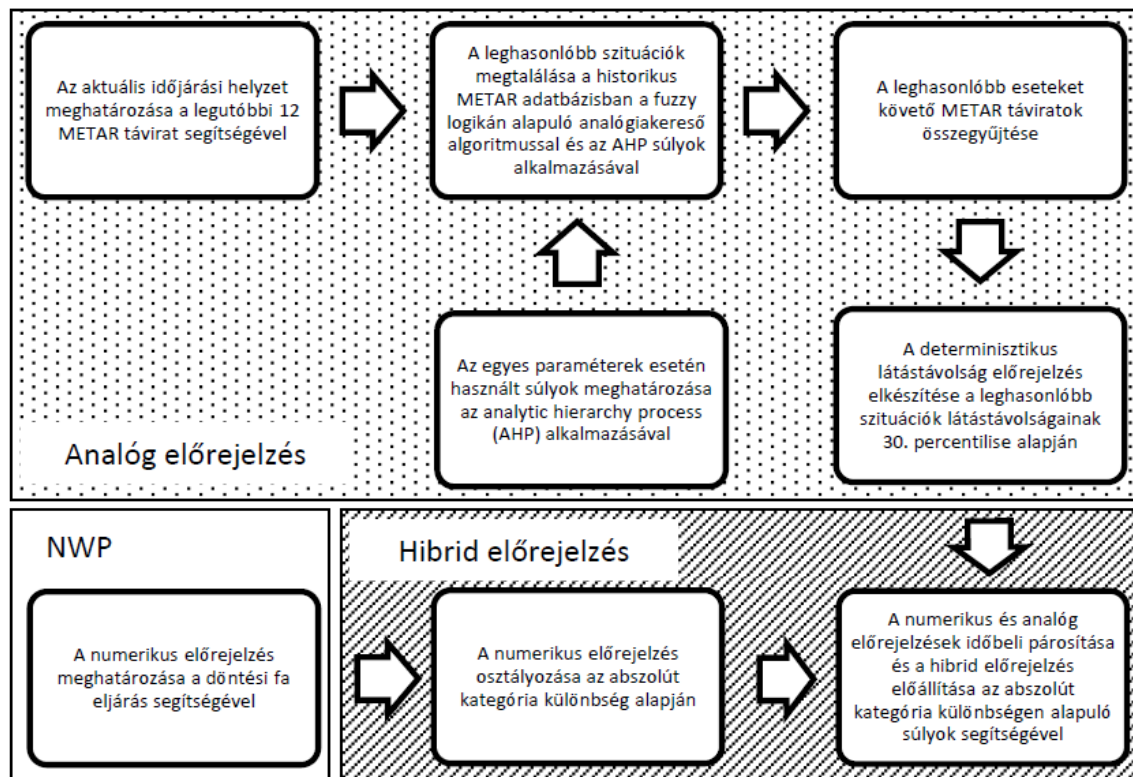 Az aktuális időjárási helyzet
meghatározása a legutóbbi 12
METAR távirat segítségével
A leghasonlóbb szituációk
megtalálása a historikus
METAR adatbázisban a fuzzy
logikán alapuló analógiakereső
algoritmussal és az AHP súlyok
alkalmazásával
A leghasonlóbb eseteket
követő METAR táviratok
összegyűjtése
Az egyes paraméterek esetén
használt súlyok meghatározása
az analytic hierarchy process
(AHP) alkalmazásával
A determinisztikus
látástávolság előrejelzés
elkészítése a leghasonlóbb
szituációk látástávolságainak
30. percentilise alapján
Analóg előrejelzés
NWP
Hibrid előrejelzés
A numerikus előrejelzés
meghatározása a döntési fa
eljárás segítségével
A numerikus előrejelzés
osztályozása az abszolút
kategória különbség alapján
A numerikus és analóg
előrejelzések időbeli párosítása
és a hibrid előrejelzés
előállítása az abszolút
kategória különbségen alapuló
súlyok segítségével